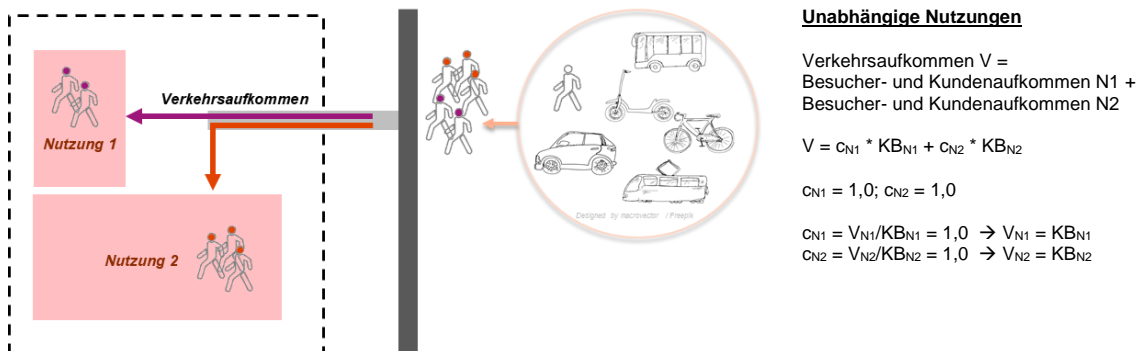 Verkehrsaufkommen
Nutzung 1
Nutzung 2
Designed by macrovector / Freepik
Unabhängige Nutzungen
Verkehrsaufkommen V =
Besucher- und Kundenaufkommen N1 +
Besucher- und Kundenaufkommen N2
V = cN1 * KBN1 + cN2 * KBN2
cN1 = 1,0; cN2 = 1,0
cN1 = VN1/KBN1 = 1,0 → VN1 = KBN1
cN2 = VN2/KBN2 = 1,0 → VN2 = KBN2